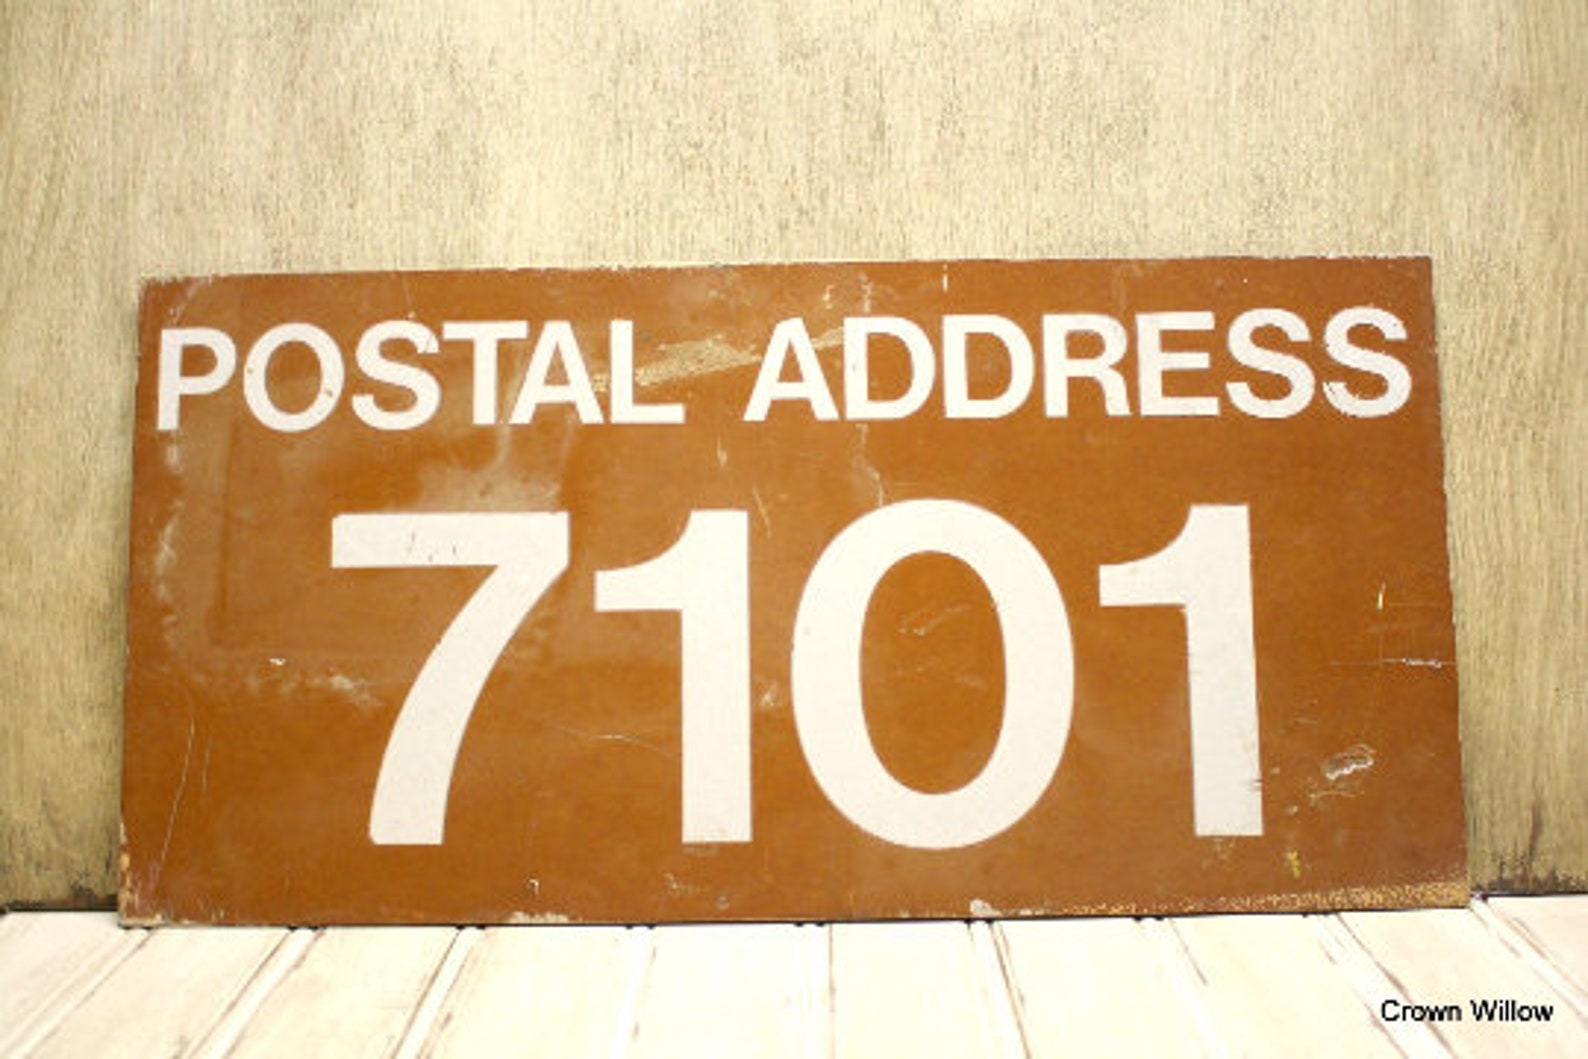 POSTAL ADDRESS
7101
Crown Willow